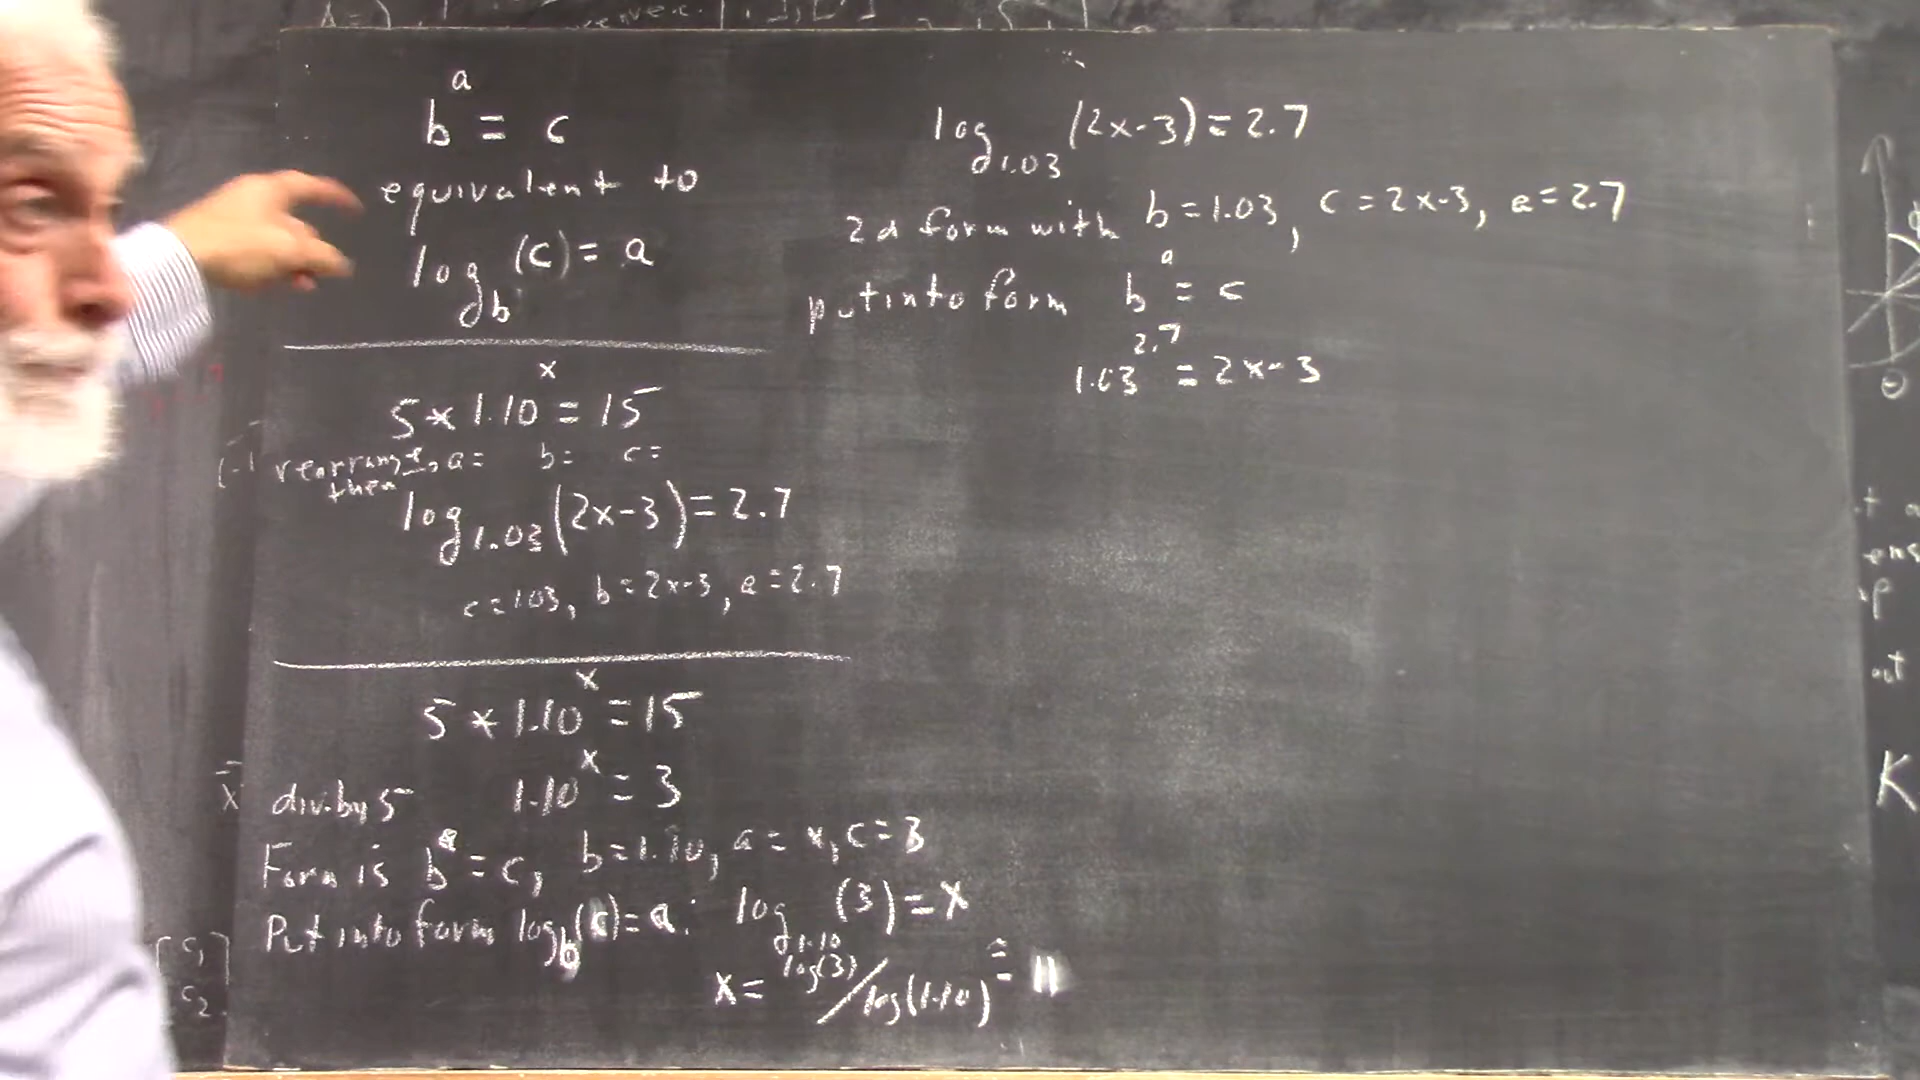 b^a = c
equivalent to
log_b (c) = a
5 * 1.10^x = 15
rearrange, a= b= c=
then
log_1.03 (2x-3) = 2.7
c = 1.03, b = 2x-3, a = 2.7
5 * 1.10^x = 15
div. by 5 1.10^x = 3
Form is b^a = c, b = 1.10, a = x, c = 3
Put into form log_b (c) = a: log_1.10 (3) = x
x = log(3) / log(1.10) ≈ 11
log_1.03 (2x-3) = 2.7
2d form with b = 1.03, c = 2x-3, a = 2.7
put into form b^a = c
1.03^2.7 = 2x-3
K